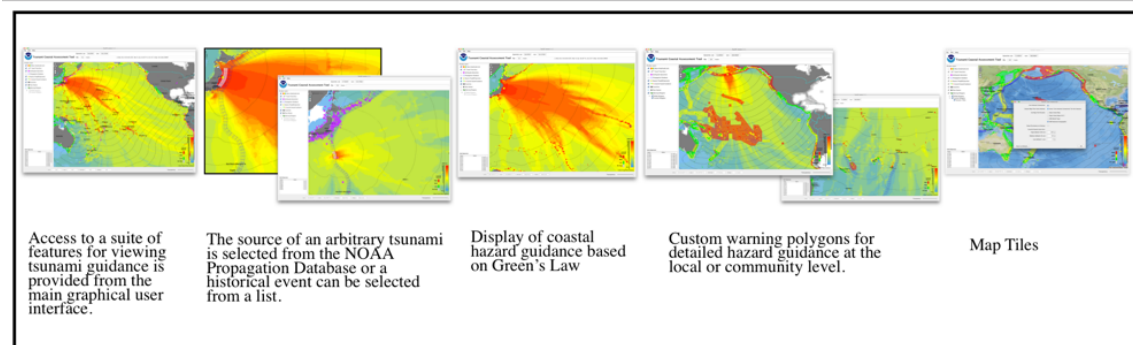 Access to a suite of
features for viewing
tsunami guidance is
provided from the
main graphical user
interface.
The source of an arbitrary tsunami
is selected from the NOAA
Propagation Database or a
historical event can be selected
from a list.
Display of coastal
hazard guidance based
on Green's Law
Custom warning polygons for
detailed hazard guidance at the
local or community level.
Map Tiles